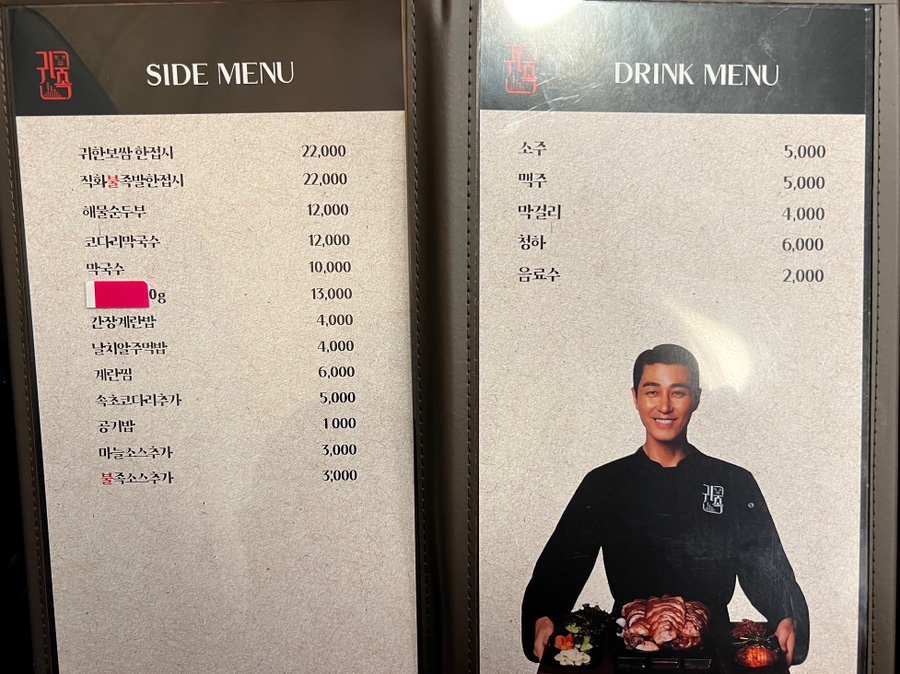 귀족
SIDE MENU
귀한보쌈 한접시 22,000
직화불족발한접시 22,000
해물순두부 12,000
코다리막국수 12,000
막국수 10,000
0g 13,000
간장계란밥 4,000
날치알주먹밥 4,000
계란찜 6,000
속초코다리추가 5,000
공기밥 1 000
마늘소스추가 3,000
불족소스추가 3,000
귀족
DRINK MENU
소주 5,000
맥주 5,000
막걸리 4,000
청하 6,000
음료수 2,000
귀족